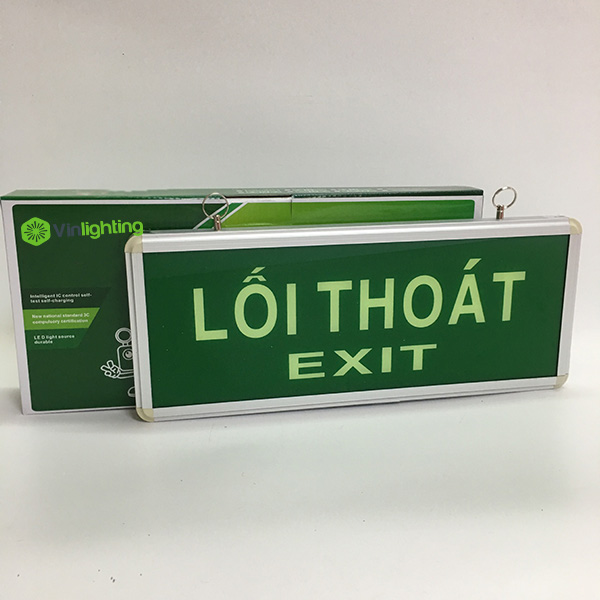 Vinlighting
Intelligent IC control self-
test self-charging
New national standard 3C
compulsory certification
LED light source
durable
LỐI THOÁT
EXIT